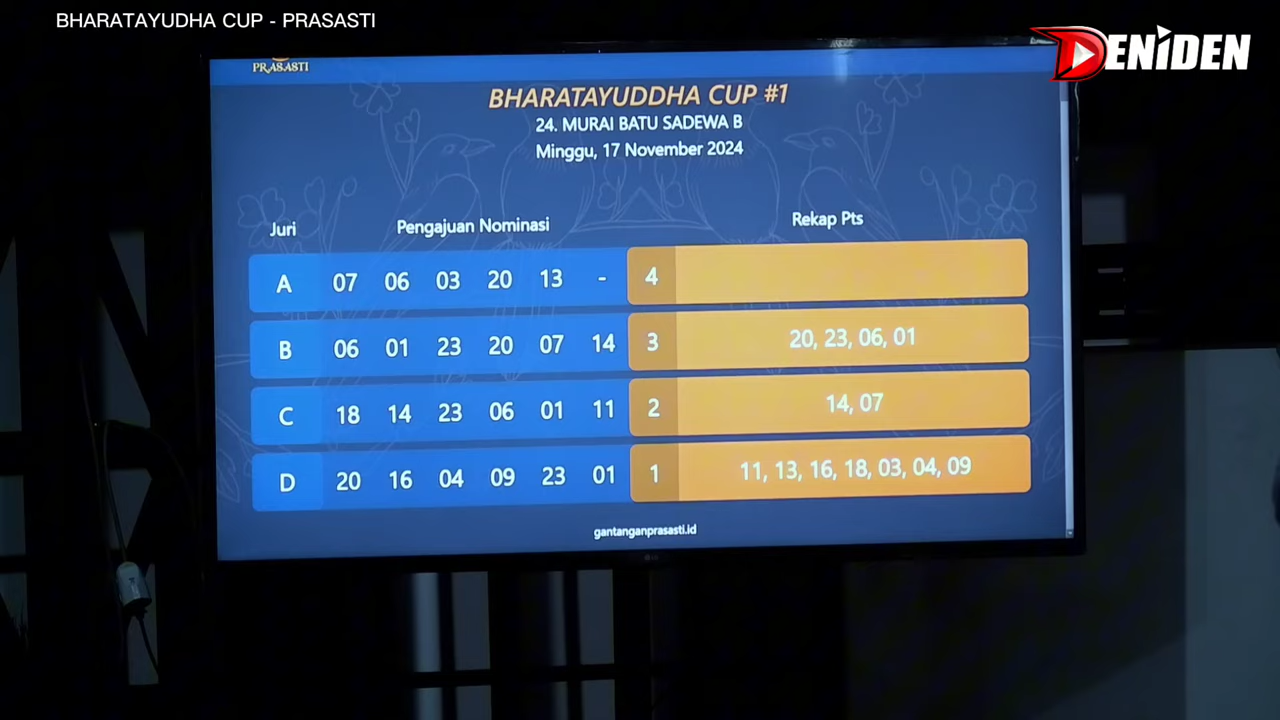 BHARATAYUDHA CUP - PRASASTI
DENIDEN
PRASASTI
BHARATAYUDDHA CUP #1
24. MURAI BATU SADEWA B
Minggu, 17 November 2024
Juri Pengajuan Nominasi Rekap Pts
A 07 06 03 20 13 - 4
B 06 01 23 20 07 14 3 20, 23, 06, 01
C 18 14 23 06 01 11 2 14, 07
D 20 16 04 09 23 01 1 11, 13, 16, 18, 03, 04, 09
gantanganprasasti.id